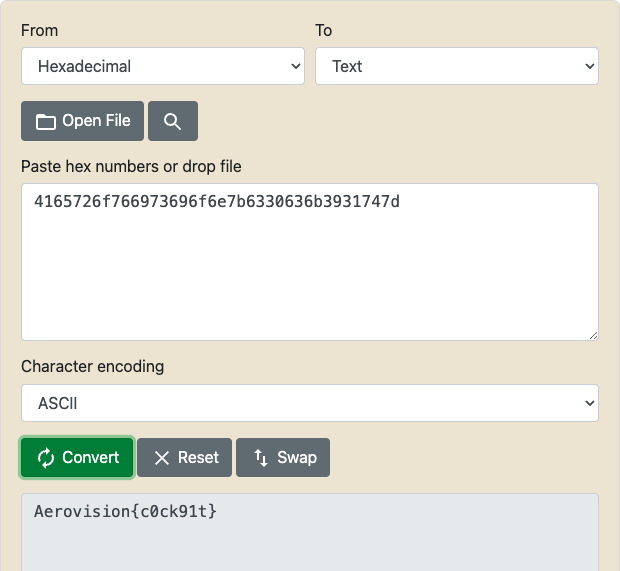 From To
Hexadecimal Text
Open File
Paste hex numbers or drop file
4165726f766973696f6e7b6330636b3931747d
Character encoding
ASCII
Convert Reset Swap
Aerovision{c0ck91t}